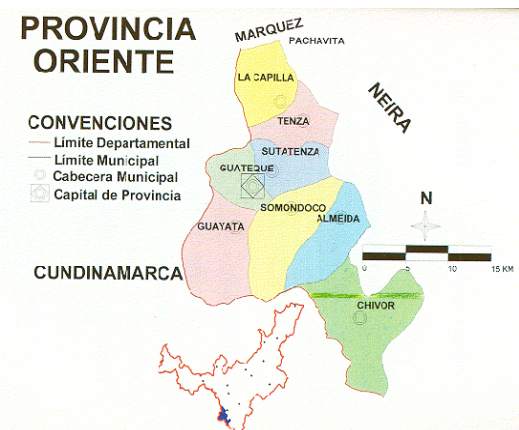 PROVINCIA
ORIENTE
MARQUEZ
PACHAVITA
LA CAPILLA
NEIRA
TENZA
CONVENCIONES
Límite Departamental
Límite Municipal
Cabecera Municipal
Capital de Provincia
SUTATENZA
GUATEQUE
SOMONDOCO
ALMEIDA
GUAYATA
N
CUNDINAMARCA
0 5 10 15 KM
CHIVOR